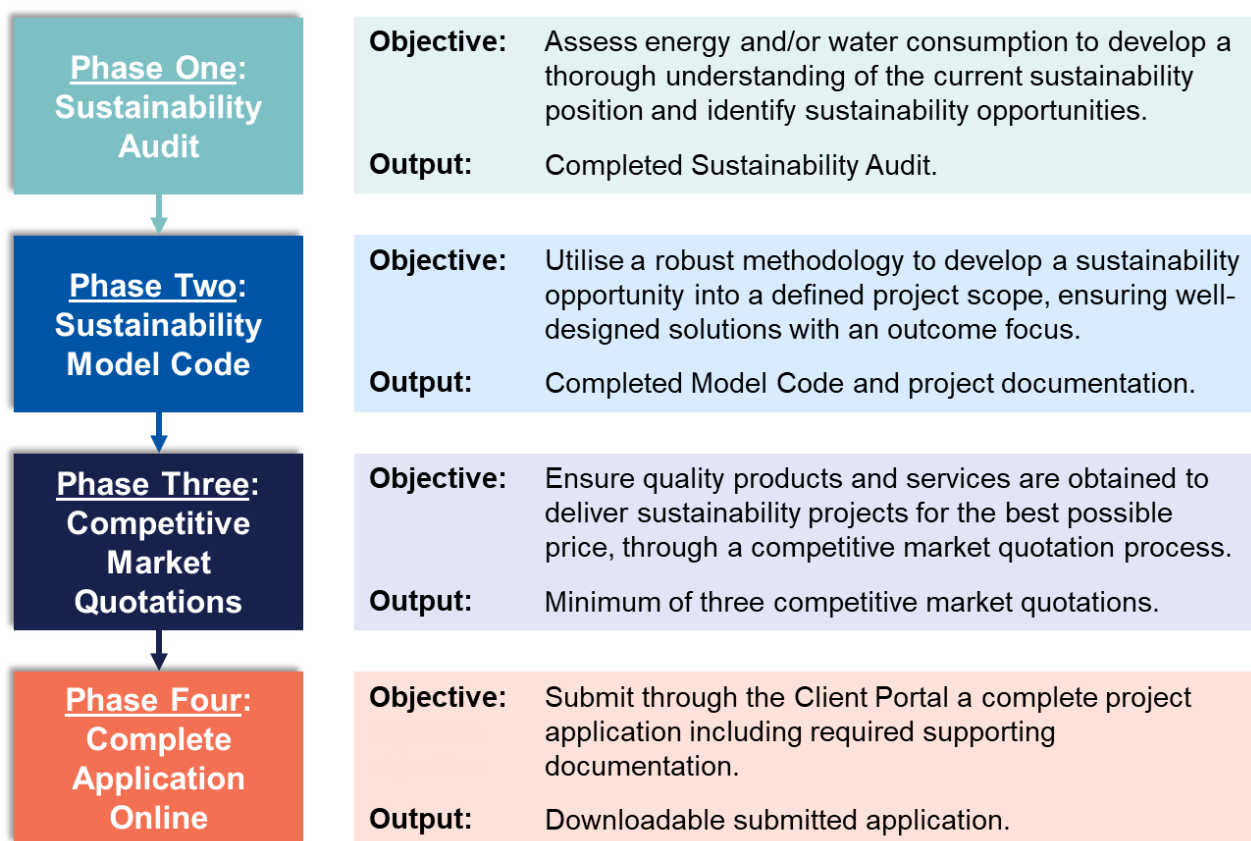 Phase One:
Sustainability
Audit
Objective: Assess energy and/or water consumption to develop a
thorough understanding of the current sustainability
position and identify sustainability opportunities.
Output: Completed Sustainability Audit.
Phase Two:
Sustainability
Model Code
Objective: Utilise a robust methodology to develop a sustainability
opportunity into a defined project scope, ensuring well-
designed solutions with an outcome focus.
Output: Completed Model Code and project documentation.
Phase Three:
Competitive
Market
Quotations
Objective: Ensure quality products and services are obtained to
deliver sustainability projects for the best possible
price, through a competitive market quotation process.
Output: Minimum of three competitive market quotations.
Phase Four:
Complete
Application
Online
Objective: Submit through the Client Portal a complete project
application including required supporting
documentation.
Output: Downloadable submitted application.